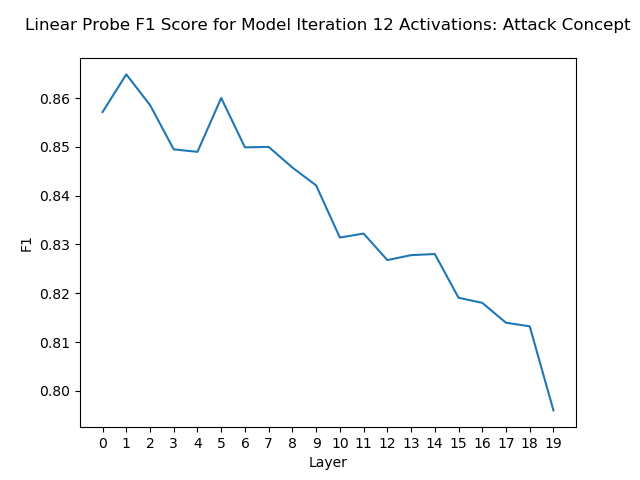 Linear Probe F1 Score for Model Iteration 12 Activations: Attack Concept
0.86
0.85
0.84
0.83
0.82
0.81
0.80
F1
0 1 2 3 4 5 6 7 8 9 10 11 12 13 14 15 16 17 18 19
Layer